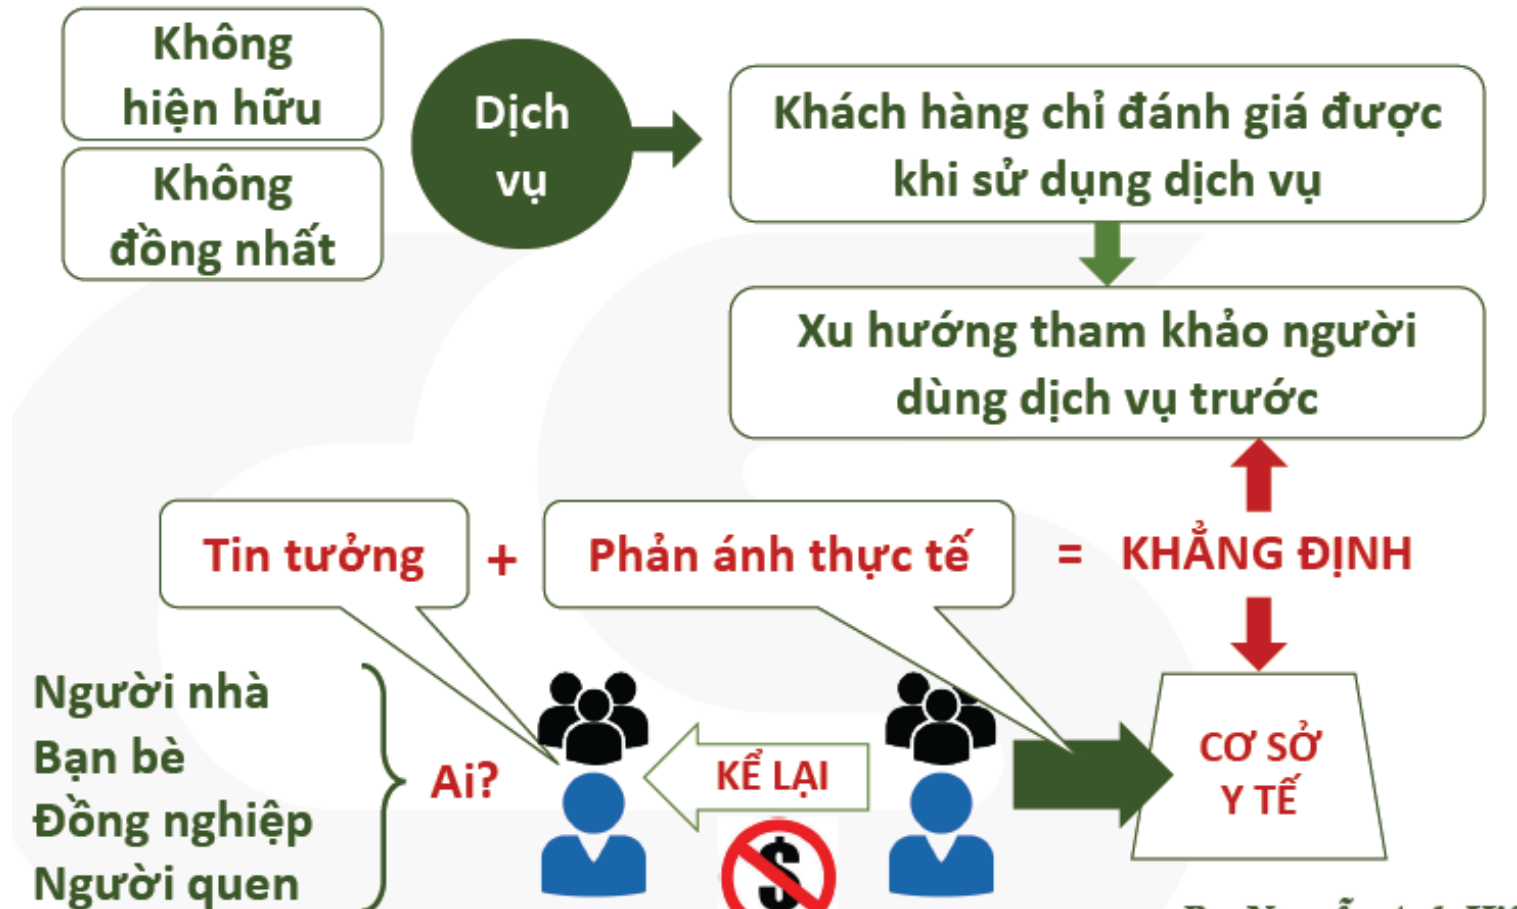 Không
hiện hữu
Không
đồng nhất
Dịch
vụ
Khách hàng chỉ đánh giá được
khi sử dụng dịch vụ
Xu hướng tham khảo người
dùng dịch vụ trước
Tin tưởng
+
Phản ánh thực tế
= KHẲNG ĐỊNH
Người nhà
Bạn bè
Đồng nghiệp
Người quen
Ai?
KỂ LẠI
$
CƠ SỞ
Y TẾ